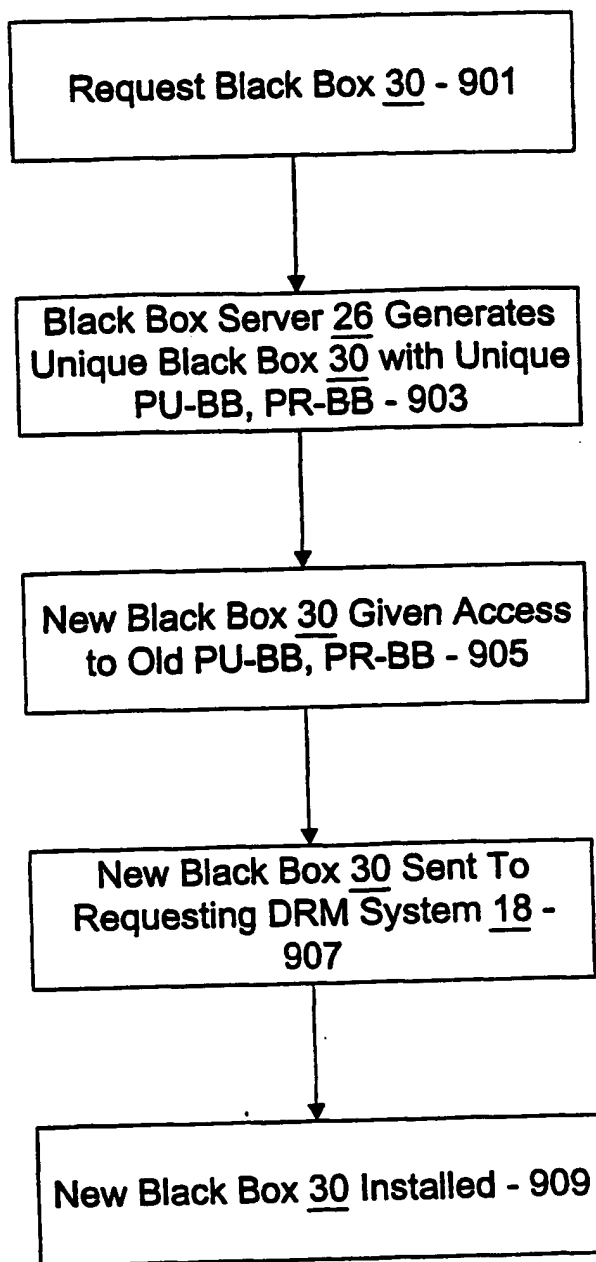 Request Black Box 30 - 901
Black Box Server 26 Generates
Unique Black Box 30 with Unique
PU-BB, PR-BB - 903
New Black Box 30 Given Access
to Old PU-BB, PR-BB - 905
New Black Box 30 Sent To
Requesting DRM System 18 -
907
New Black Box 30 Installed - 909